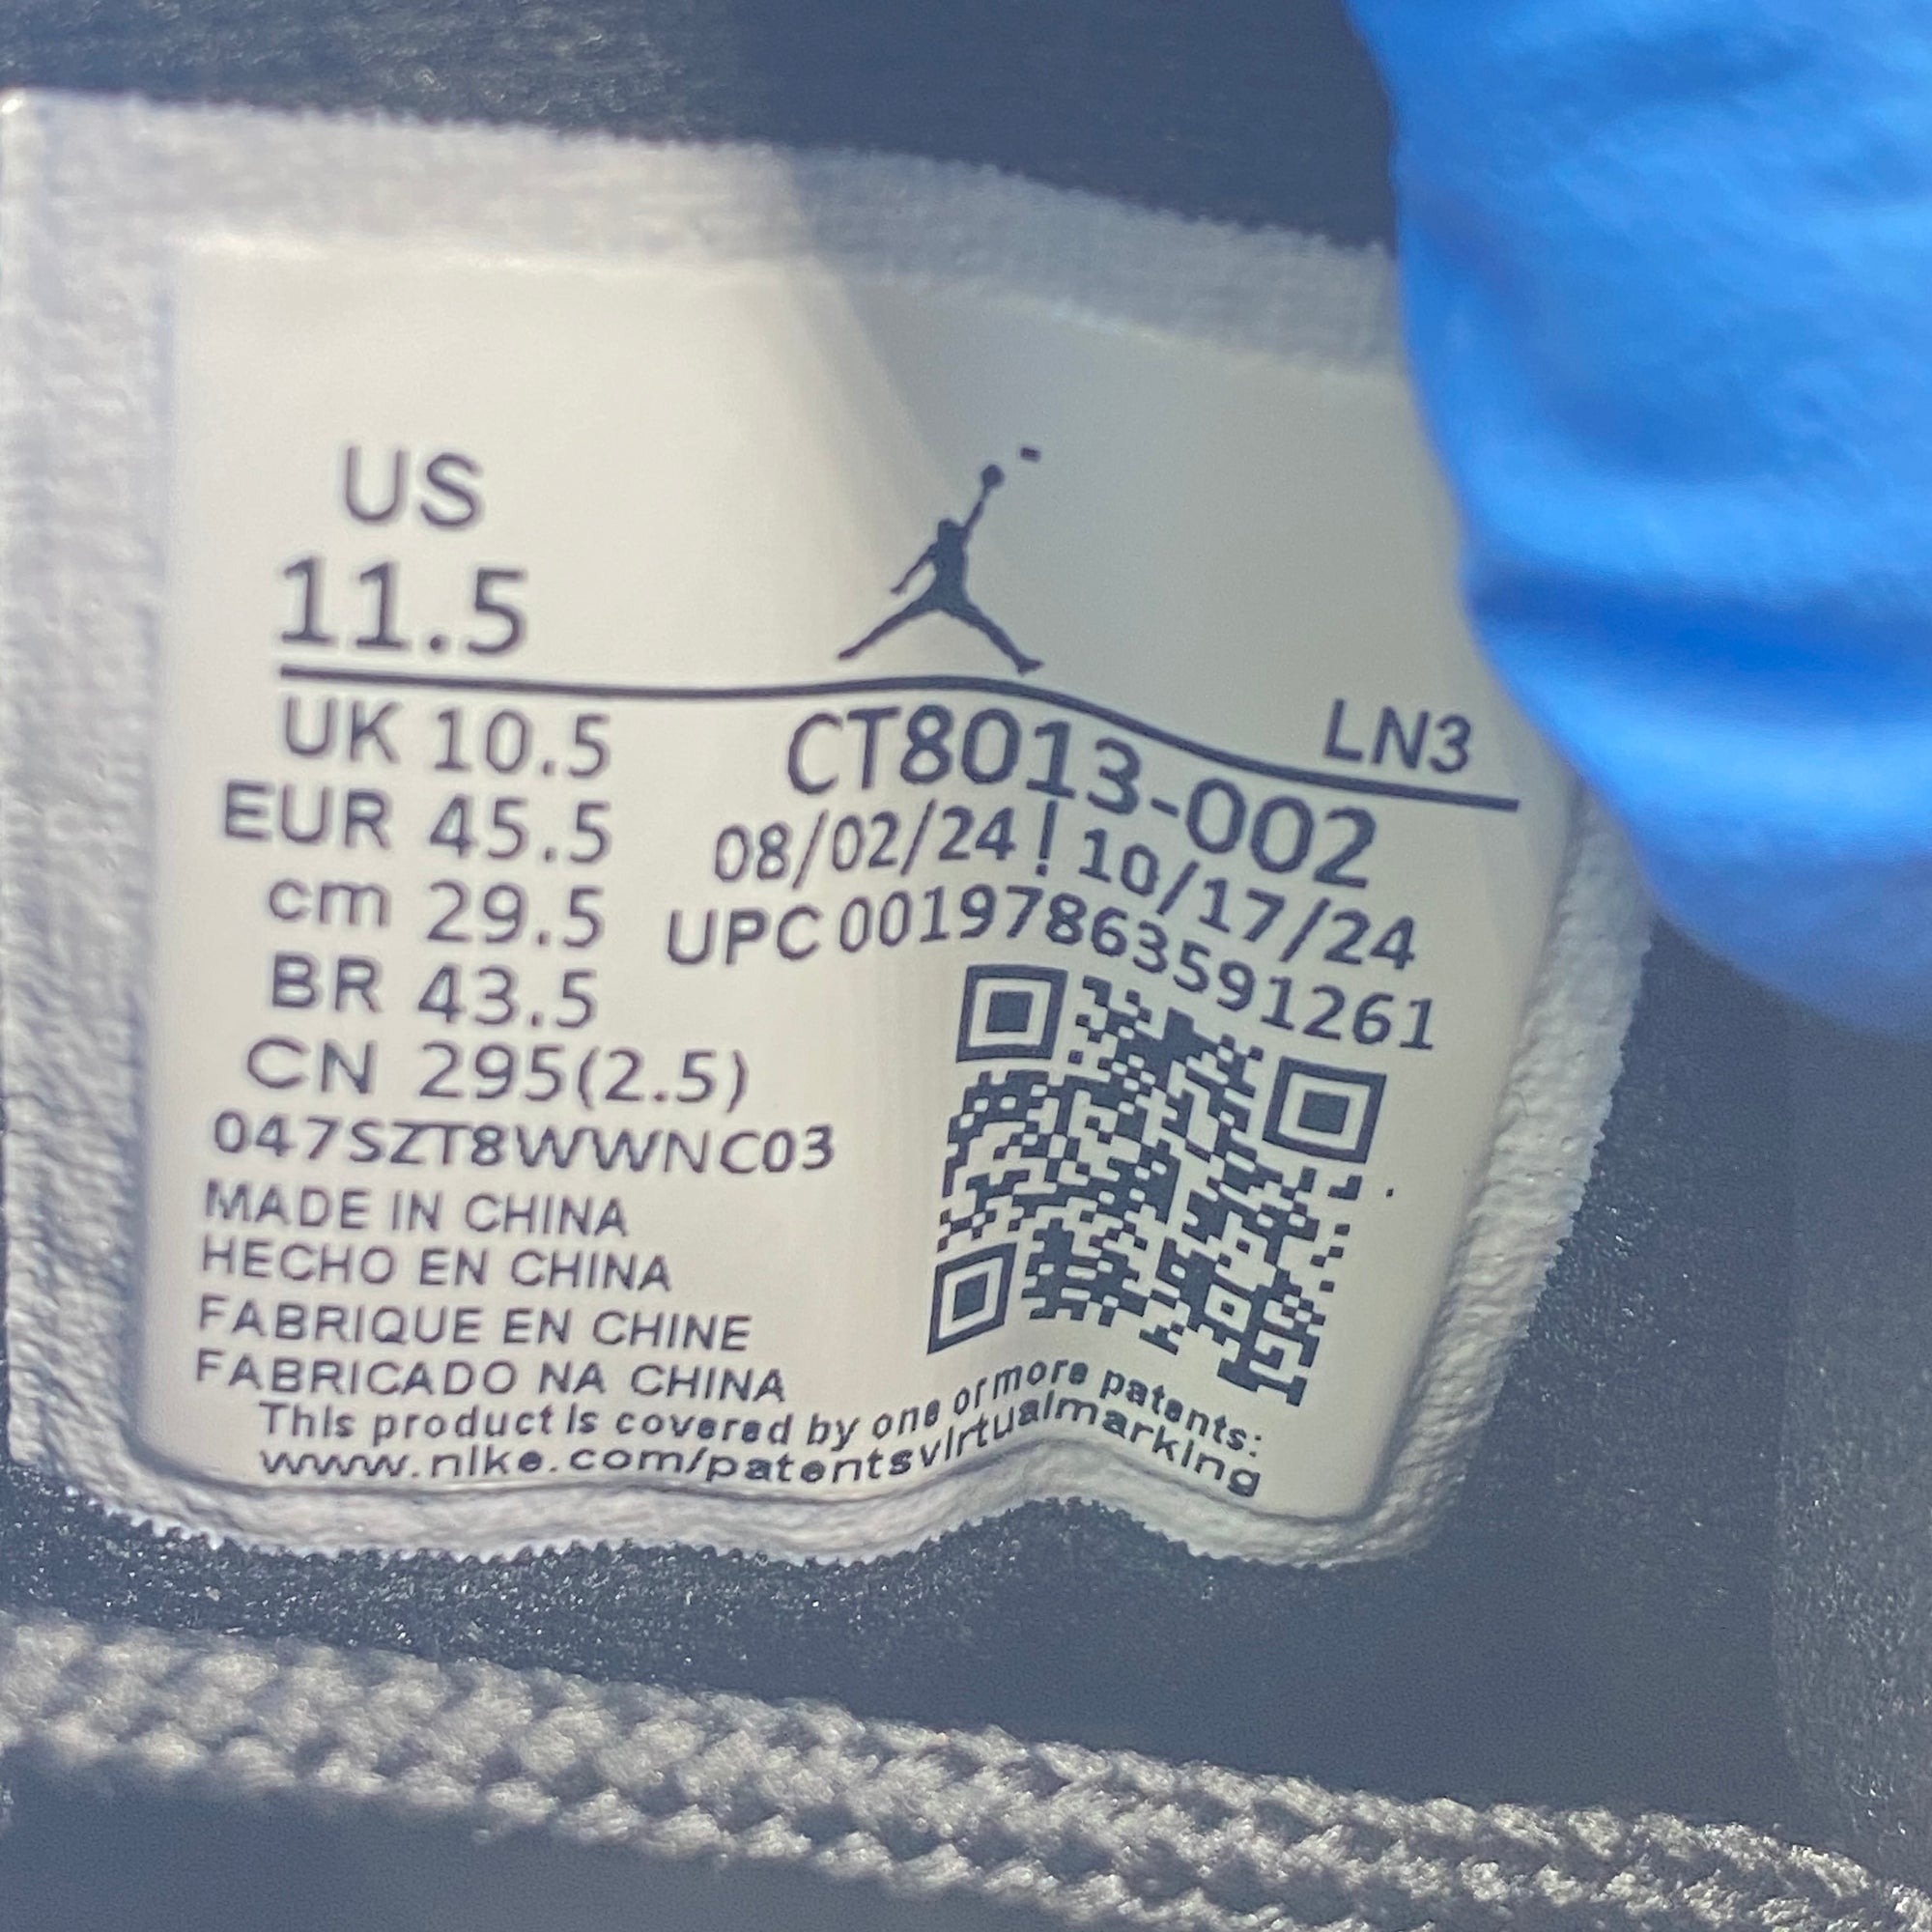 US
11.5
LN3
UK 10.5
EUR 45.5
cm 29.5
BR 43.5
CN 295(2.5)
CT8013-002
08/02/24 ! 10/17/24
UPC 00197863591261
047SZT8WWNC03
MADE IN CHINA
HECHO EN CHINA
FABRIQUE EN CHINE
FABRICADO NA CHINA
This product is covered by one or more patents:
www.nike.com/patentsvirtualmarking